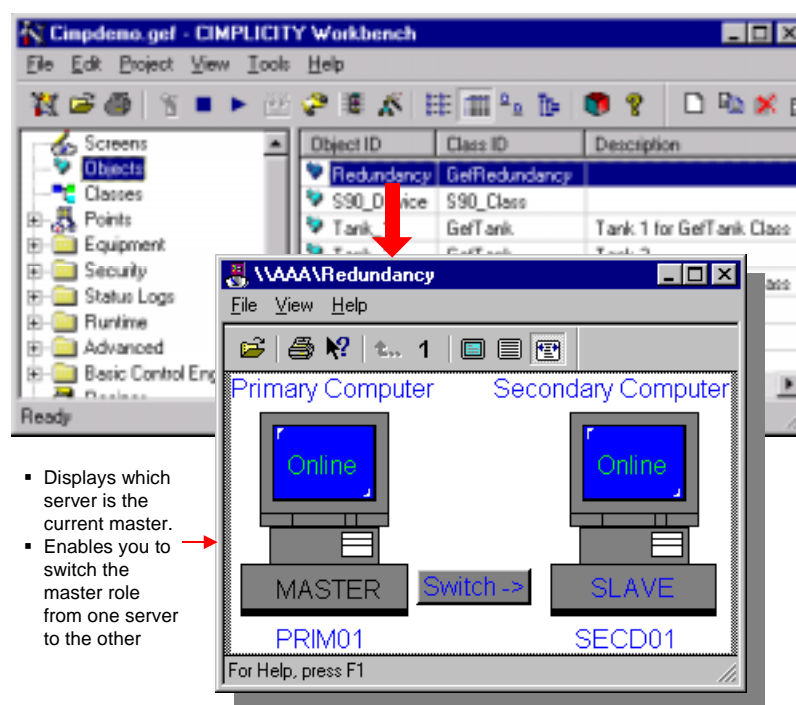 Cimpdemo.gef - CIMPLICITY Workbench
File Edit Project View Tools Help
Screens
Objects
Classes
Points
Equipment
Security
Status Logs
Runtime
Advanced
Basic Control Eng
Ready
Object ID Class ID Description
Redundancy GefRedundancy
S90_D vice S90_Class
Tank_ GefTank Tank 1 for GefTank Class
\\AAA\Redundancy
File View Help
1
Primary Computer Secondary Computer
Online Online
MASTER Switch -> SLAVE
PRIM01 SECD01
For Help, press F1
▪ Displays which
server is the
current master.
▪ Enables you to
switch the
master role
from one server
to the other